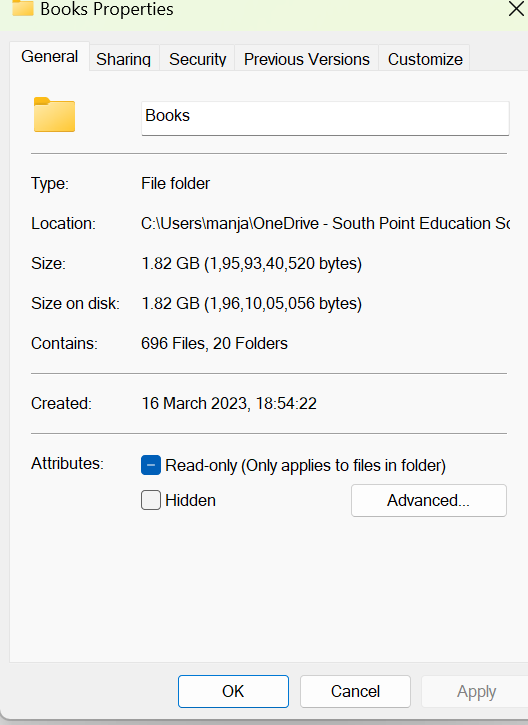 Books Properties
General Sharing Security Previous Versions Customize
Books
Type: File folder
Location: C:\Users\manja\OneDrive - South Point Education
Size: 1.82 GB (1,95,93,40,520 bytes)
Size on disk: 1.82 GB (1,96,10,05,056 bytes)
Contains: 696 Files, 20 Folders
Created: 16 March 2023, 18:54:22
Attributes: Read-only (Only applies to files in folder)
Hidden Advanced...
OK Cancel Apply